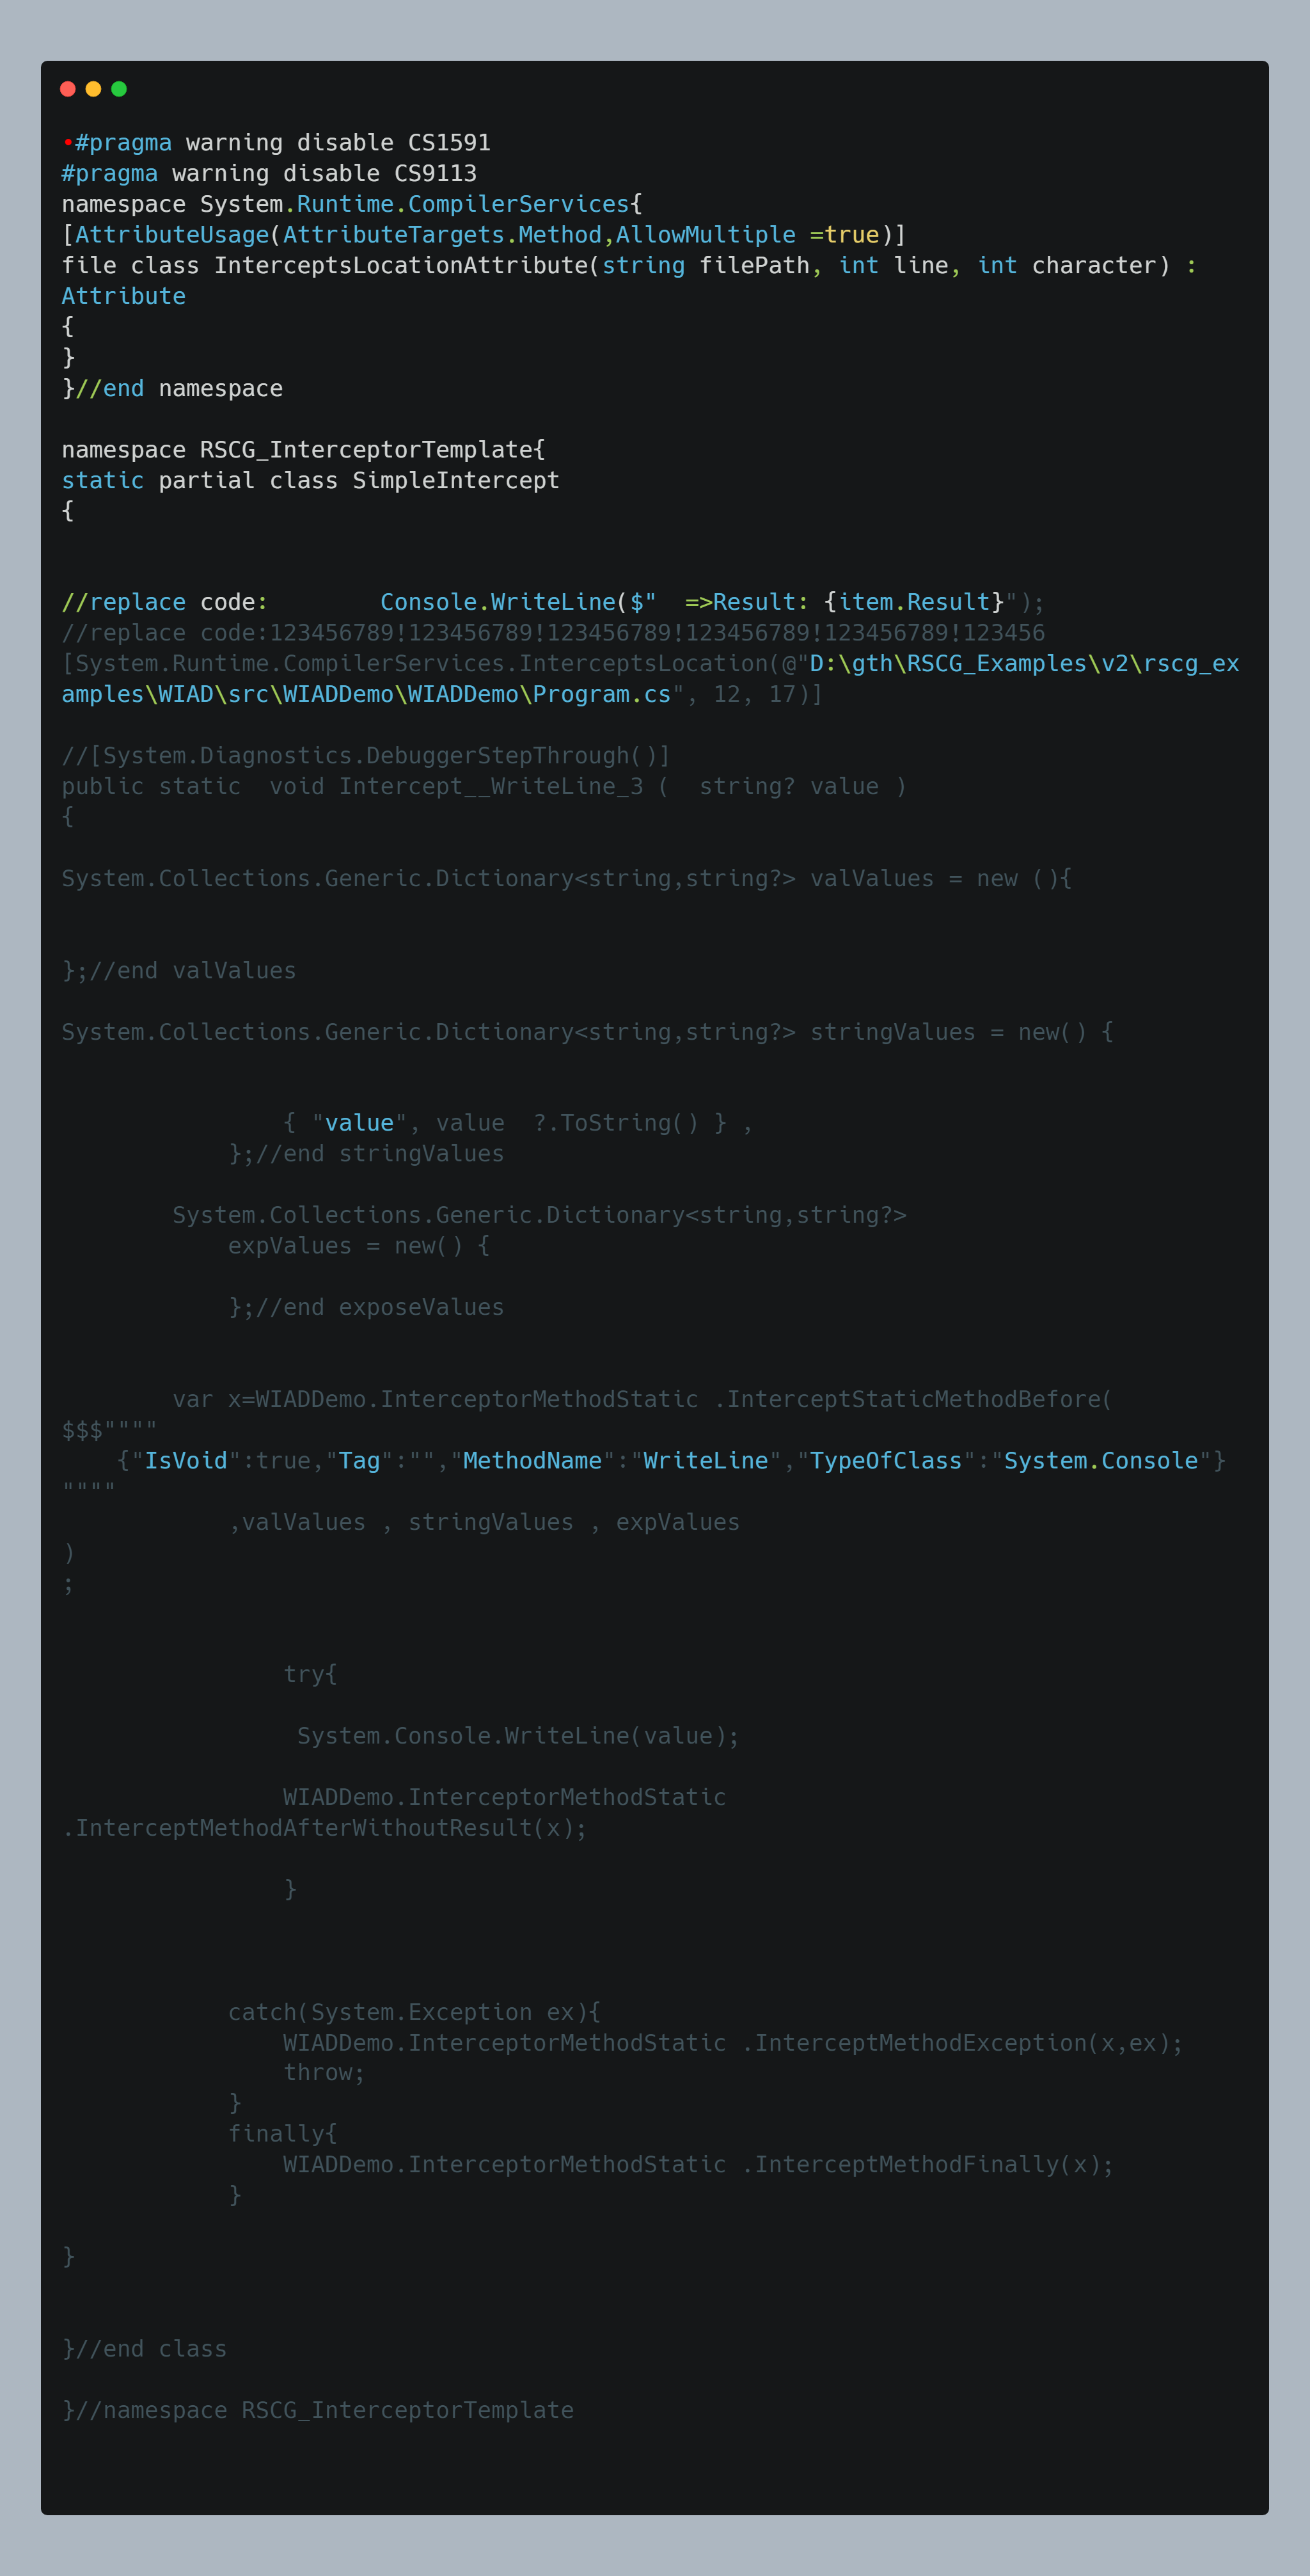 •#pragma warning disable CS1591
#pragma warning disable CS9113
namespace System.Runtime.CompilerServices{
[AttributeUsage(AttributeTargets.Method,AllowMultiple =true)]
file class InterceptsLocationAttribute(string filePath, int line, int character) :
Attribute
{
}
}//end namespace

namespace RSCG_InterceptorTemplate{
static partial class SimpleIntercept
{


//replace code:        Console.WriteLine($"  =>Result: {item.Result}");
//replace code:123456789!123456789!123456789!123456789!123456789!123456
[System.Runtime.CompilerServices.InterceptsLocation(@"D:\gth\RSCG_Examples\v2\rscg_ex
amples\WIAD\src\WIADDemo\WIADDemo\Program.cs", 12, 17)]

//[System.Diagnostics.DebuggerStepThrough()]
public static  void Intercept__WriteLine_3 (  string? value )
{

System.Collections.Generic.Dictionary<string,string?> valValues = new (){


};//end valValues

System.Collections.Generic.Dictionary<string,string?> stringValues = new() {


                { "value", value  ?.ToString() } ,
            };//end stringValues

        System.Collections.Generic.Dictionary<string,string?>
            expValues = new() {

            };//end exposeValues


        var x=WIADDemo.InterceptorMethodStatic .InterceptStaticMethodBefore(
$$$""""
    {"IsVoid":true,"Tag":"","MethodName":"WriteLine","TypeOfClass":"System.Console"}
""""
            ,valValues , stringValues , expValues
)
;


                try{

                 System.Console.WriteLine(value);

                WIADDemo.InterceptorMethodStatic
.InterceptMethodAfterWithoutResult(x);

                }



            catch(System.Exception ex){
                WIADDemo.InterceptorMethodStatic .InterceptMethodException(x,ex);
                throw;
            }
            finally{
                WIADDemo.InterceptorMethodStatic .InterceptMethodFinally(x);
            }

}


}//end class

}//namespace RSCG_InterceptorTemplate